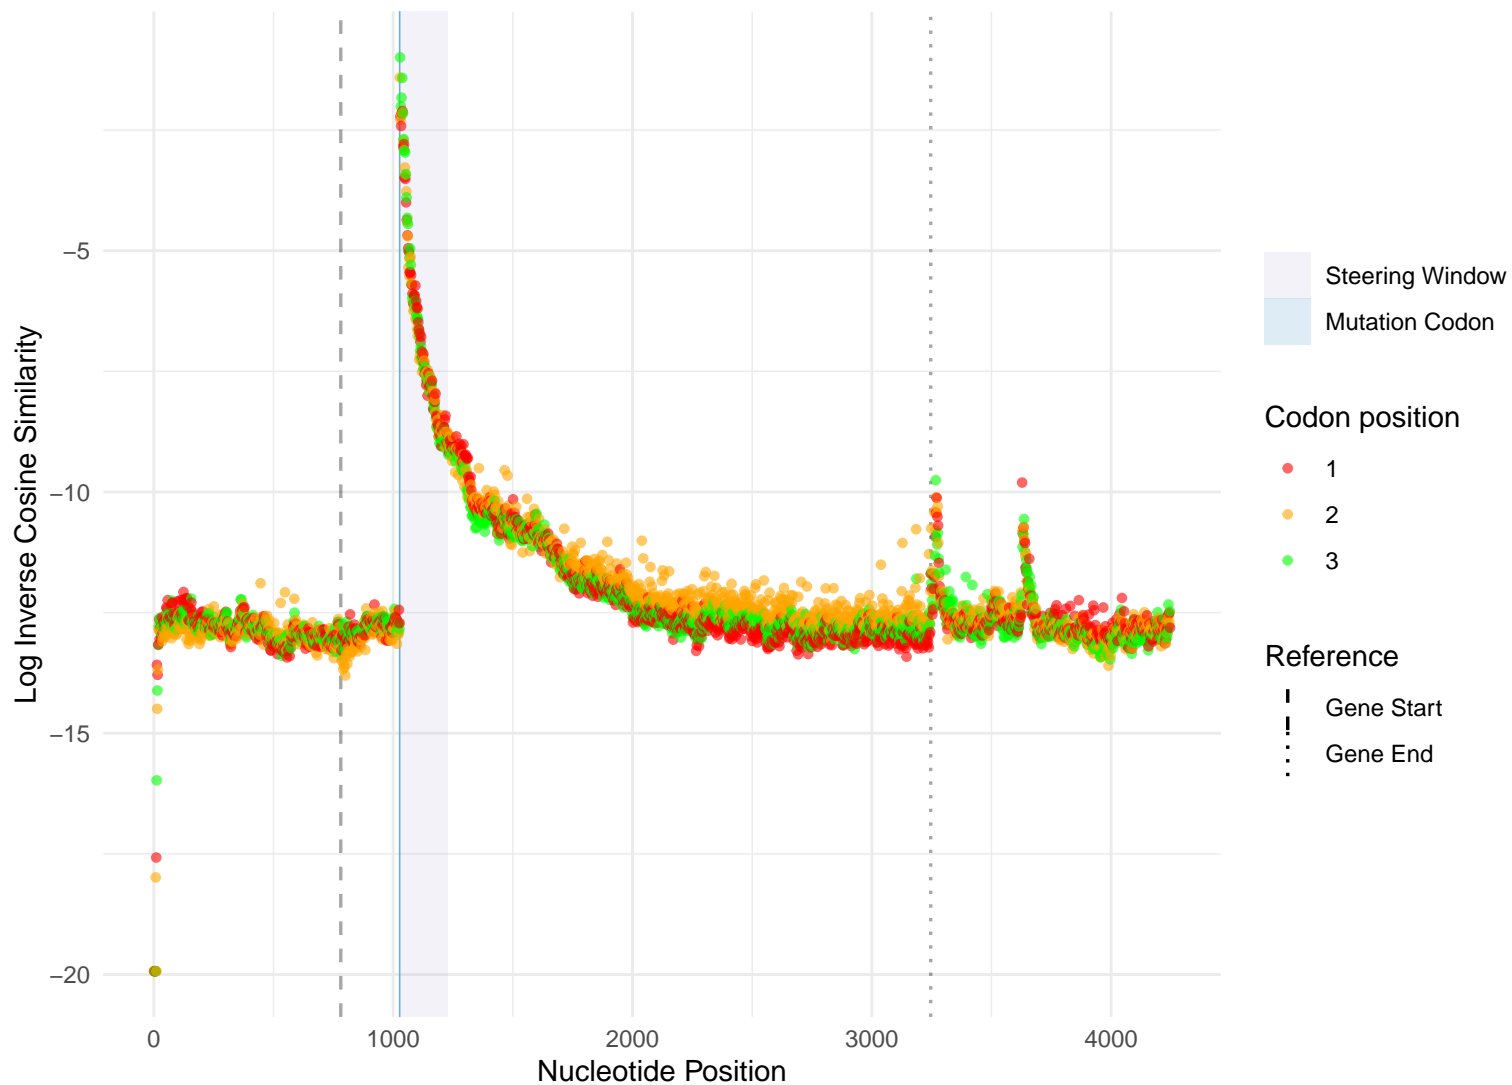 Log Inverse Cosine Similarity
−5
−10
−15
−20
0
1000
2000
3000
4000
Nucleotide Position
Steering Window
Mutation Codon
Codon position
1
2
3
Reference
Gene Start
Gene End